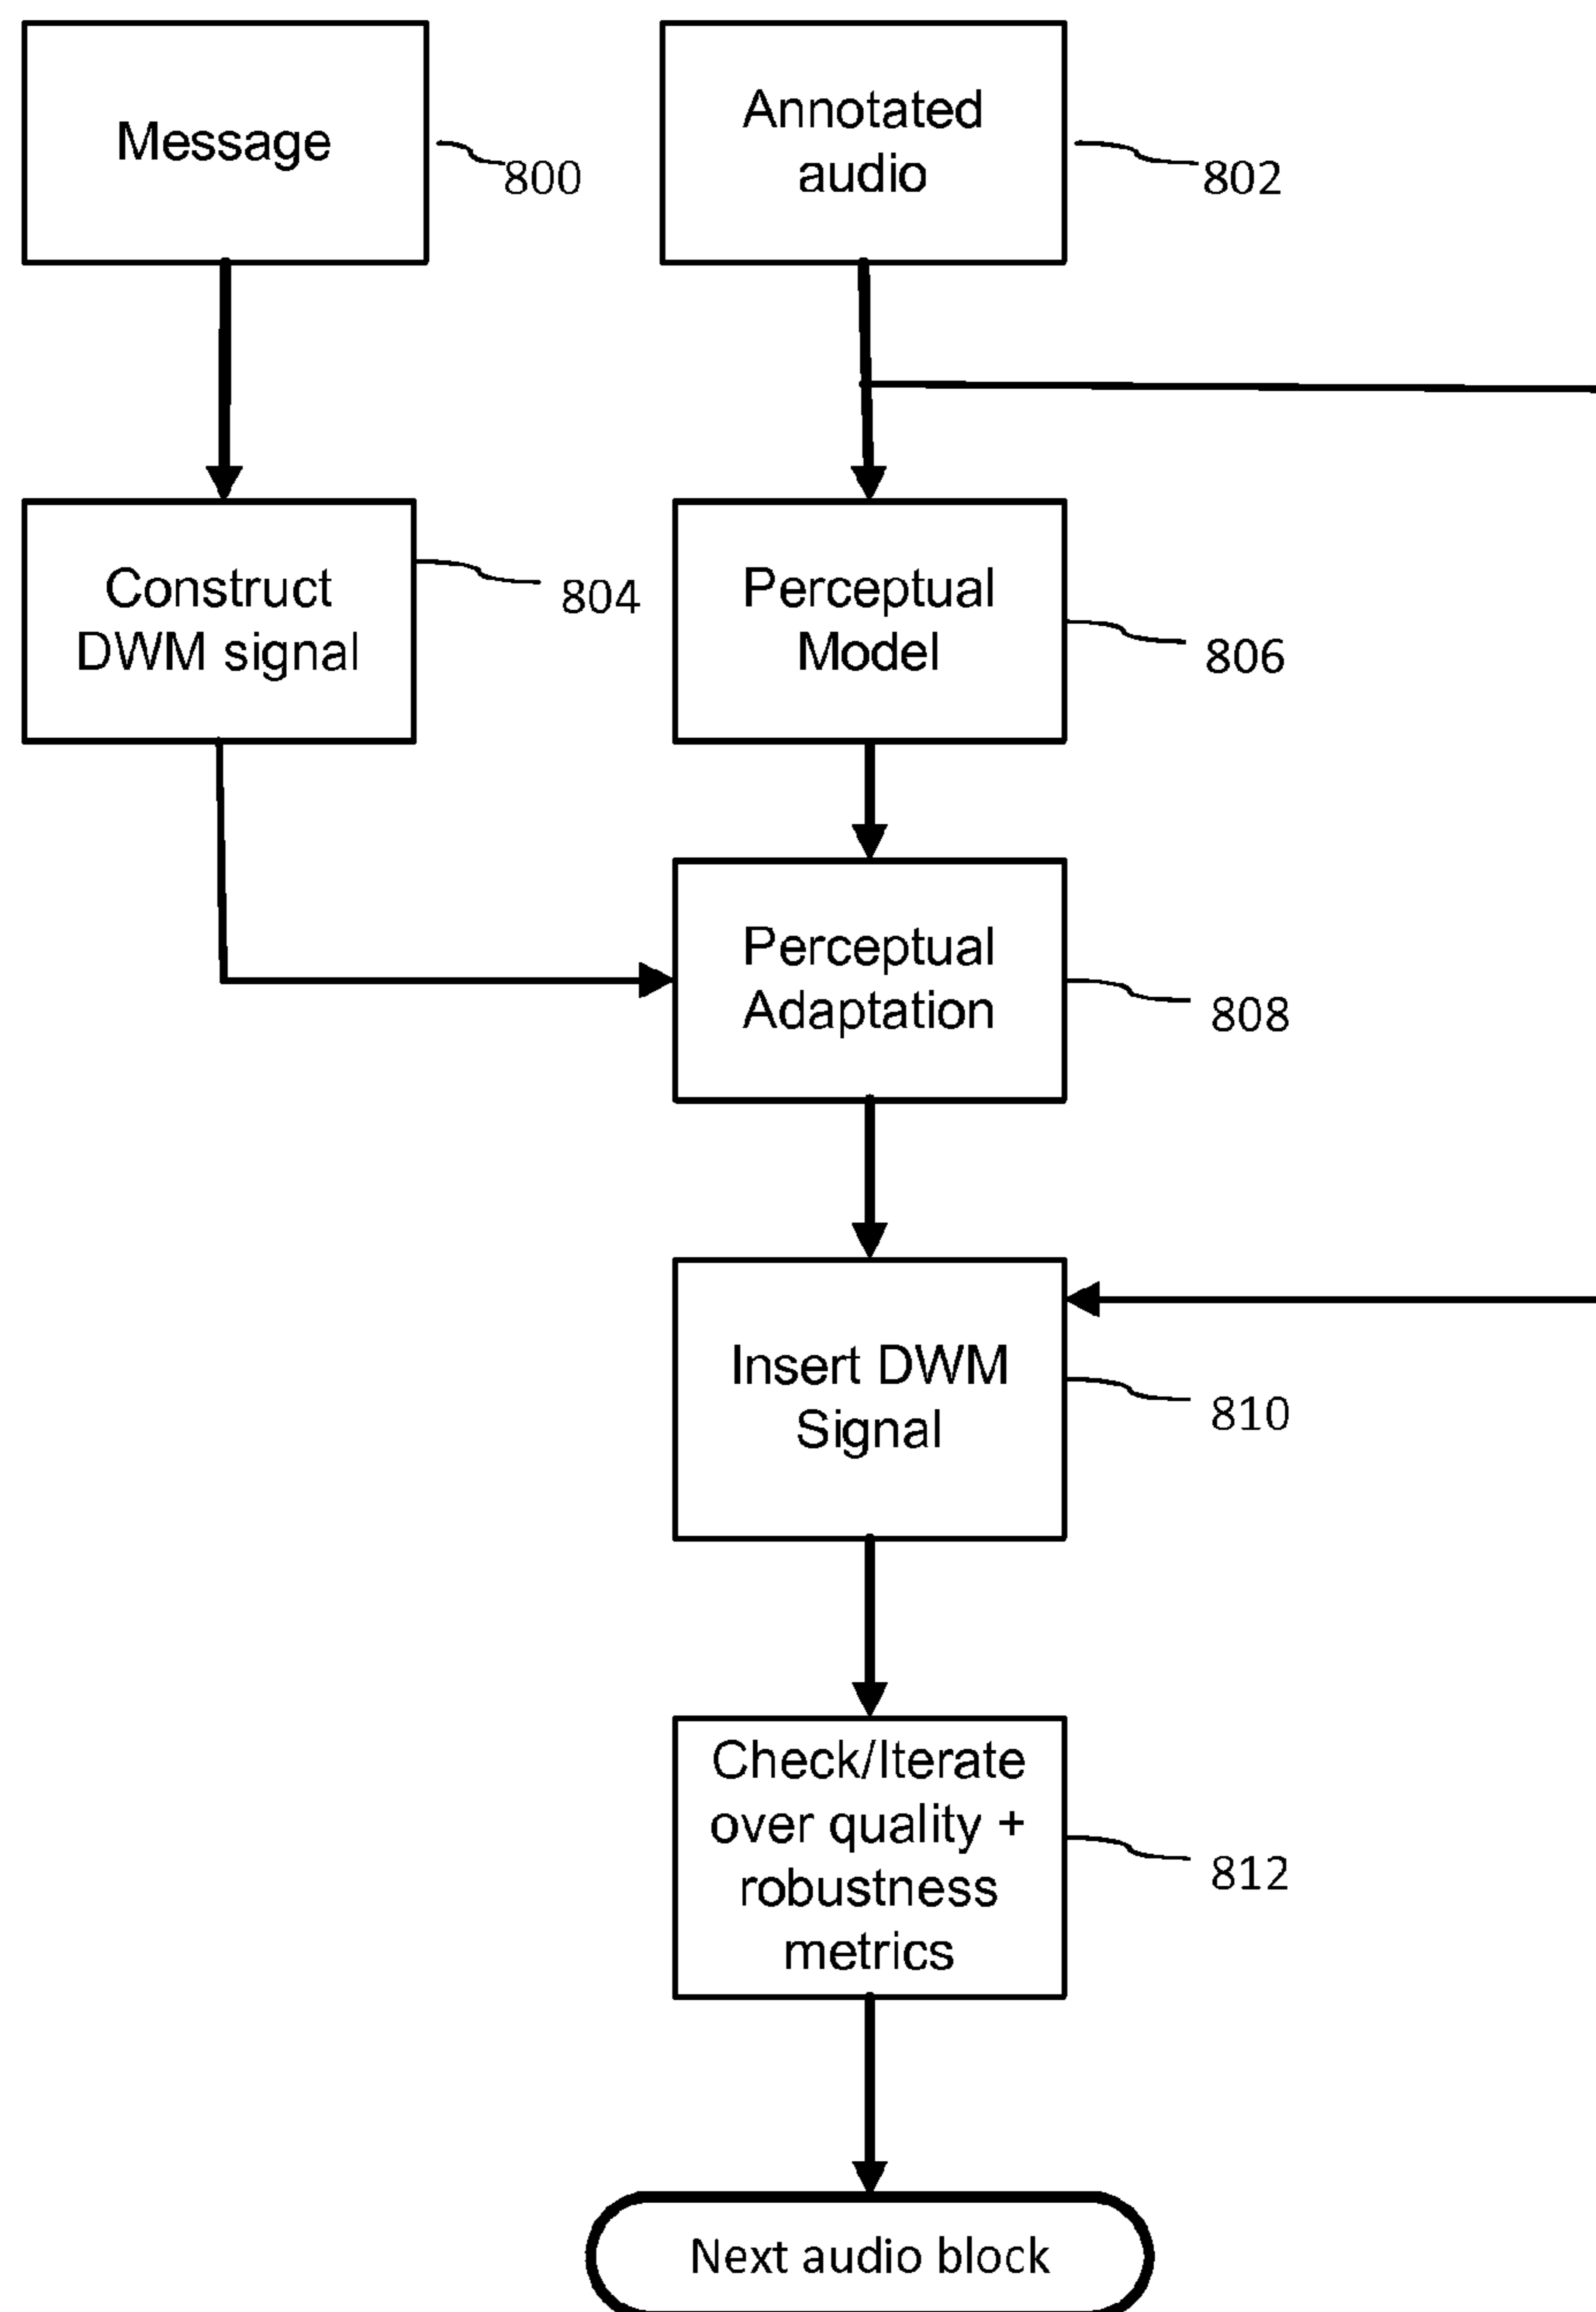 Message
800
Annotated
audio
802
Construct
DWM signal
804
Perceptual
Model
806
Perceptual
Adaptation
808
Insert DWM
Signal
810
Check/Iterate
over quality +
robustness
metrics
812
Next audio block